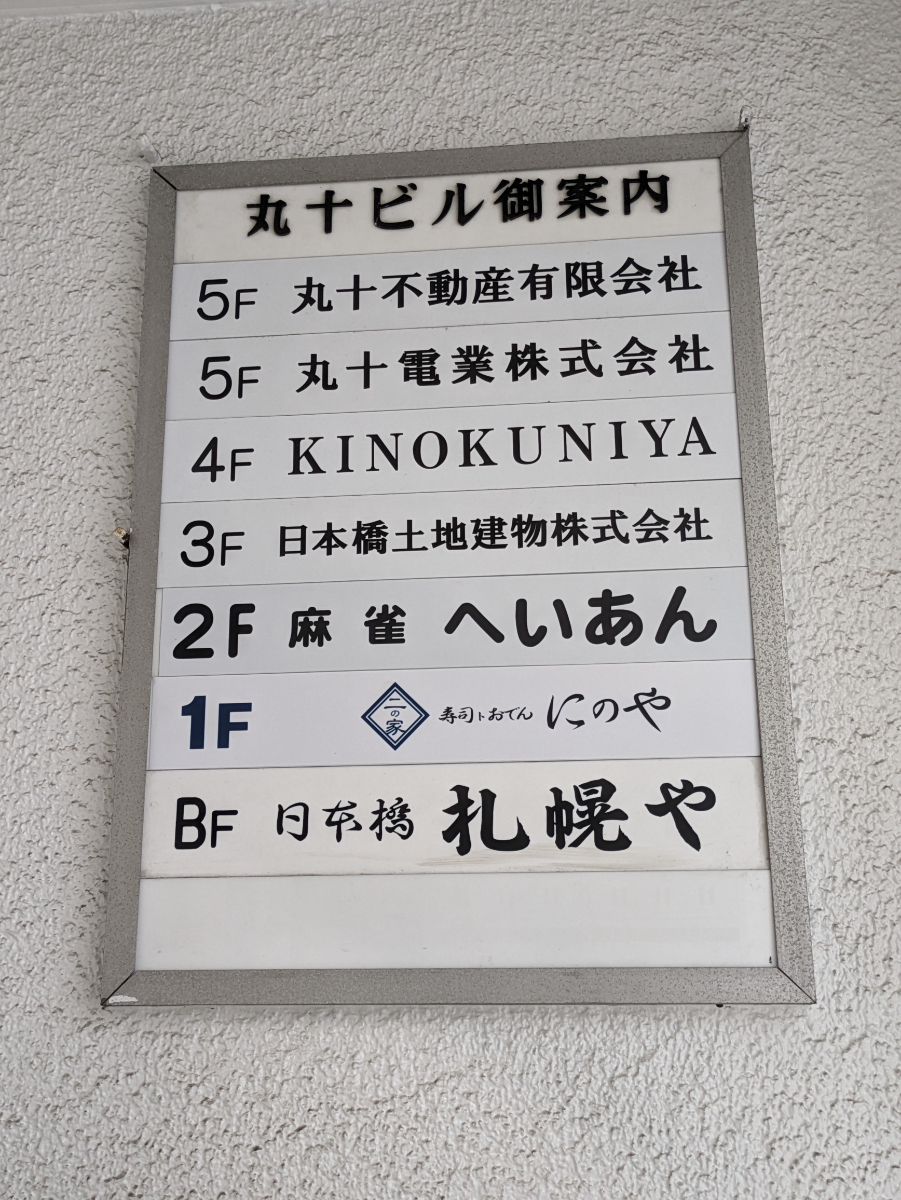 丸十ビル御案内
5F 丸十不動産有限会社
5F 丸十電業株式会社
4F KINOKUNIYA
3F 日本橋土地建物株式会社
2F 麻雀 へいあん
1F 二の家 寿司トおでん にのや
BF 日本橋 札幌や